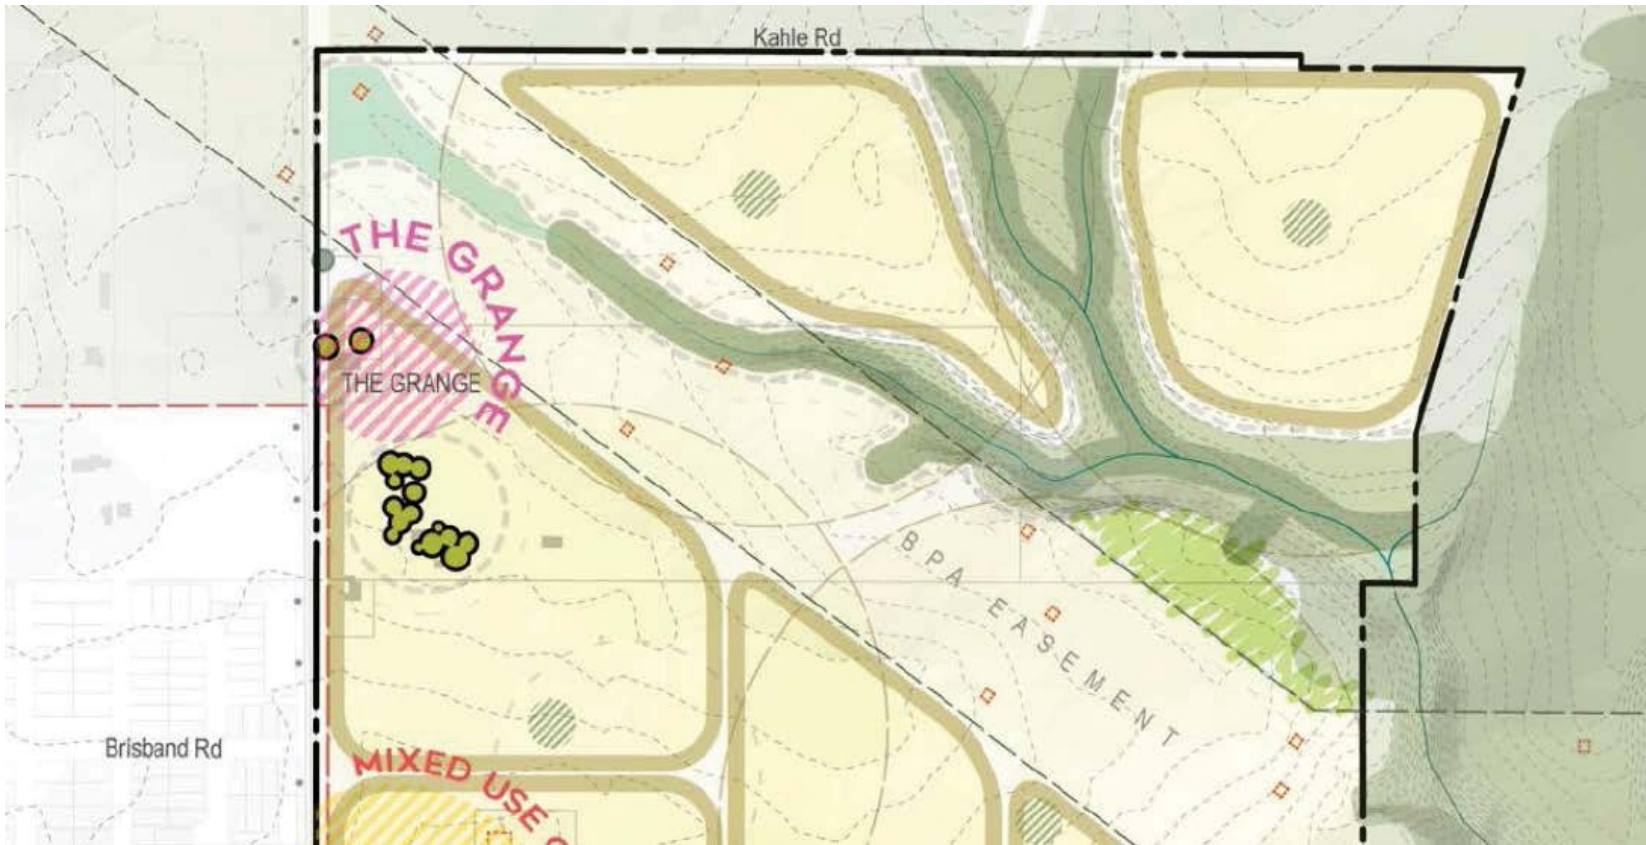 Kahle Rd
THE GRANGE
THE GRANGE
BPA EASEMENT
Brisband Rd
MIXED USE